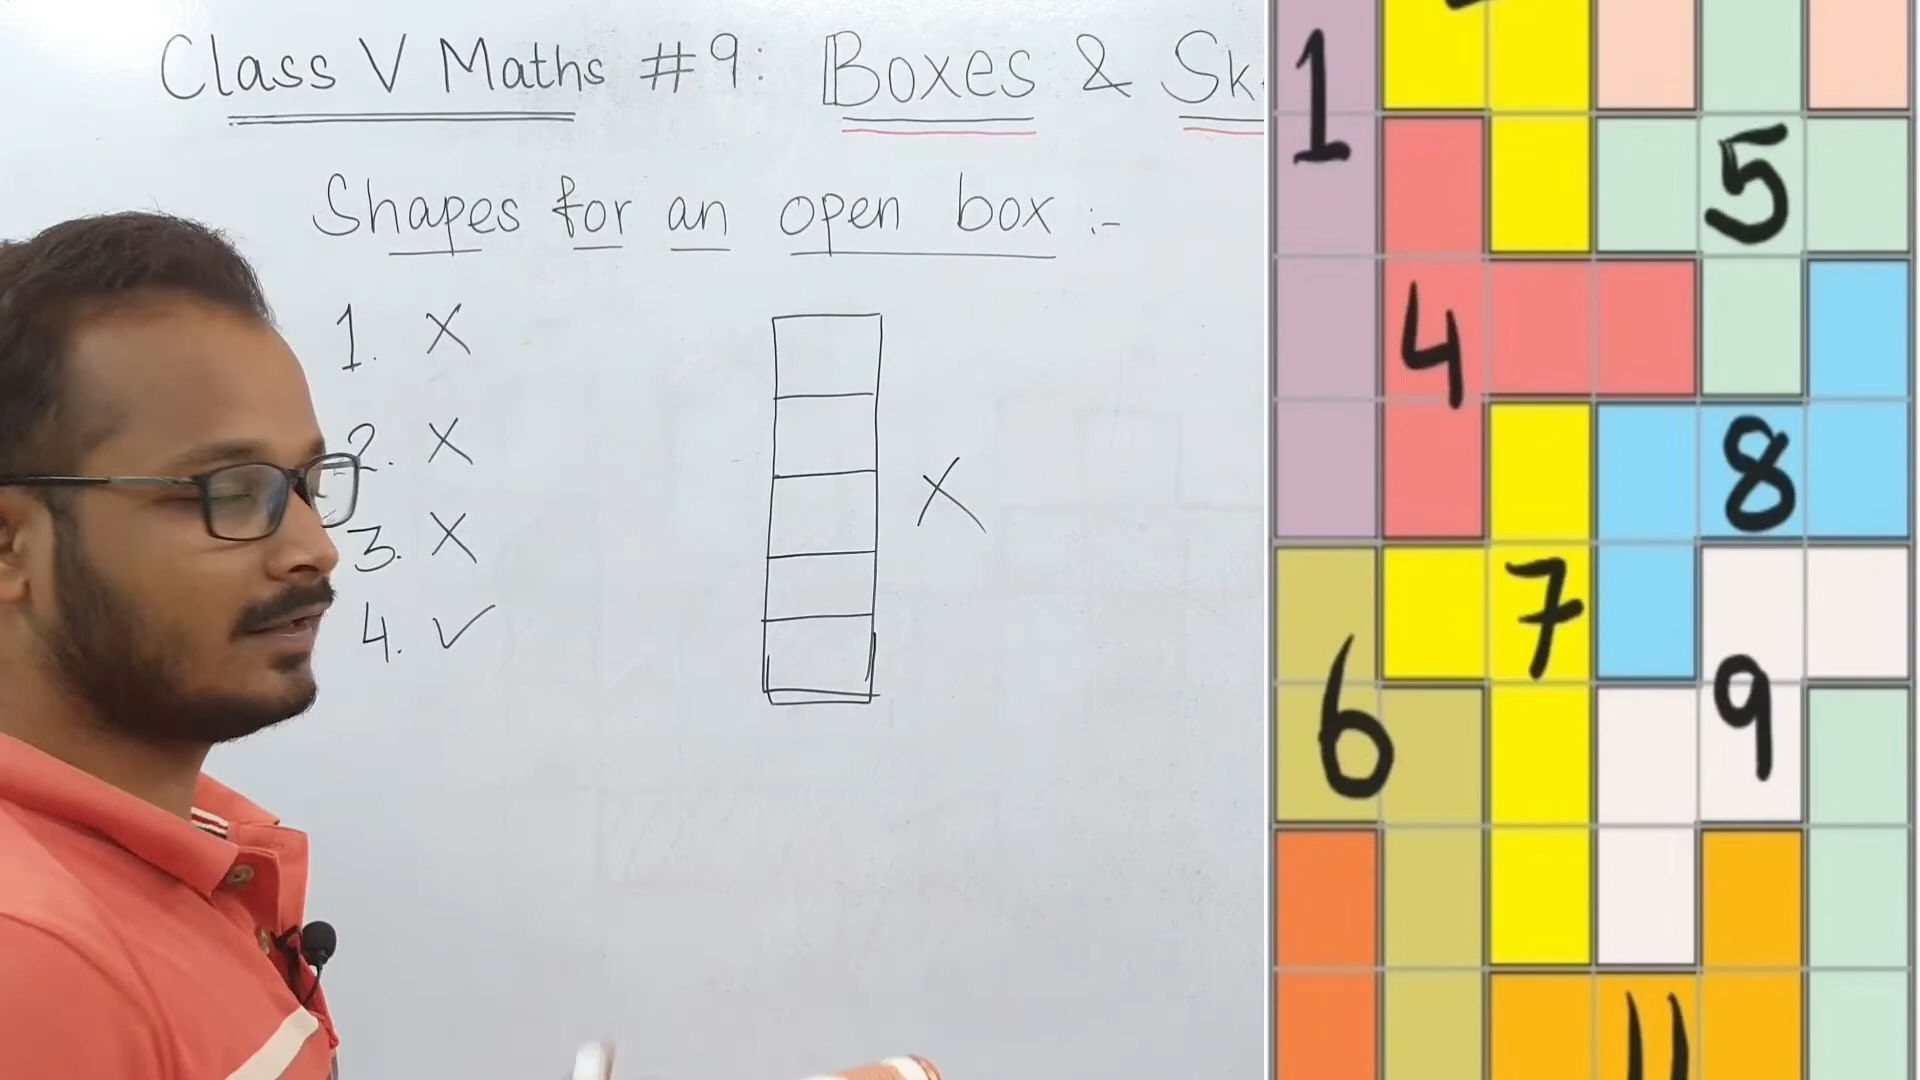 Class V Maths #9: Boxes & Sk
Shapes for an open box :-
1. X
2. X
3. X
4. ✓
X
1
5
4
8
7
6
9
11